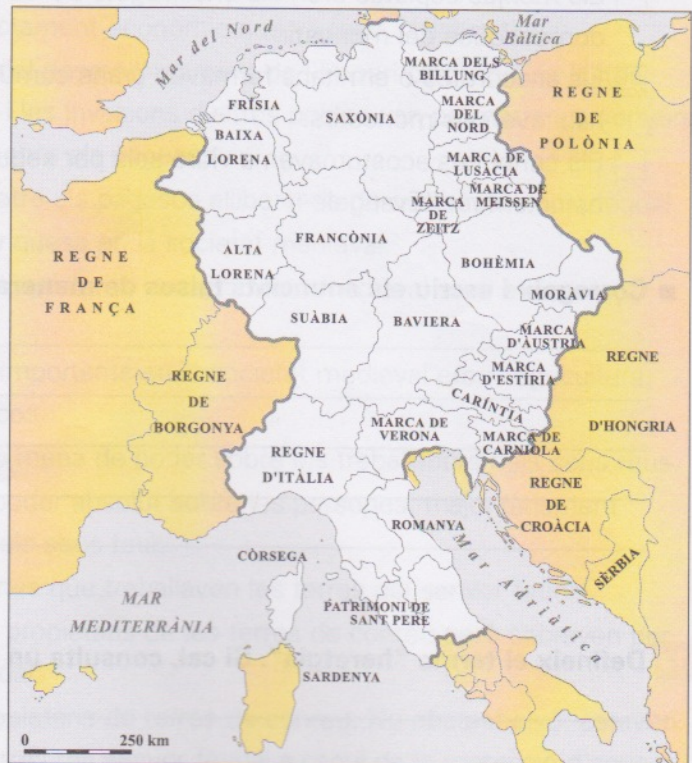 Mar del Nord
Mar
Bàltica
MARCA DELS
BILLUNG
REGNE
DE
POLÒNIA
FRÍSIA
SAXÒNIA
MARCA
DEL
NORD
BAIXA
LORENA
MARCA DE
LUSÀCIA
MARCA DE
MEISSEN
MARCA
DE
ZEITZ
REGNE
DE
FRANÇA
ALTA
LORENA
FRANCÒNIA
BOHÈMIA
MORÀVIA
SUÀBIA
BAVIERA
MARCA
D'ÀUSTRIA
REGNE
D'HONGRIA
MARCA
D'ESTÍRIA
REGNE
DE
BORGONYA
CARÍNTIA
MARCA DE
VERONA
MARCA DE
CARNIOLA
REGNE
D'ITÀLIA
REGNE
DE
CROÀCIA
ROMANYA
SÈRBIA
CÒRSEGA
Mar Adriàtica
MAR
MEDITERRÀNIA
PATRIMONI DE
SANT PERE
SARDENYA
0 250 km